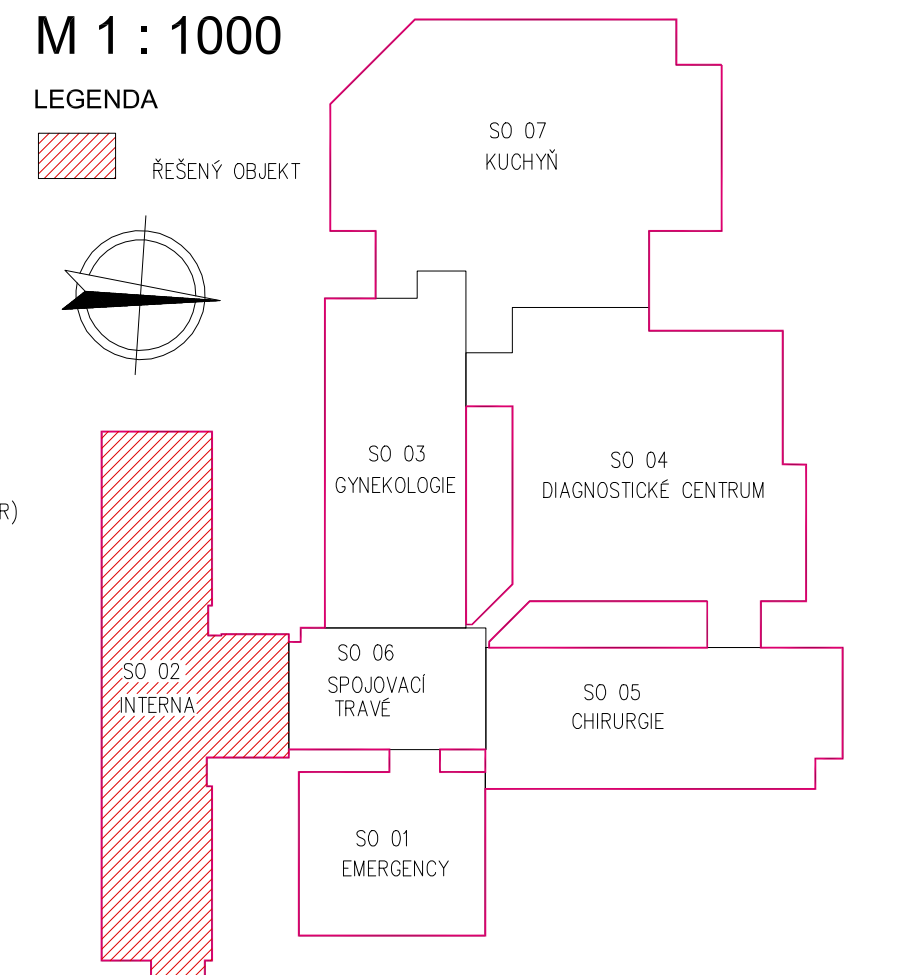 M 1 : 1000
LEGENDA
ŘEŠENÝ OBJEKT
SO 07
KUCHYŇ
SO 03
GYNEKOLOGIE
SO 04
DIAGNOSTICKÉ CENTRUM
R)
SO 06
SPOJOVACÍ
TRAVÉ
SO 02
INTERNA
SO 05
CHIRURGIE
SO 01
EMERGENCY